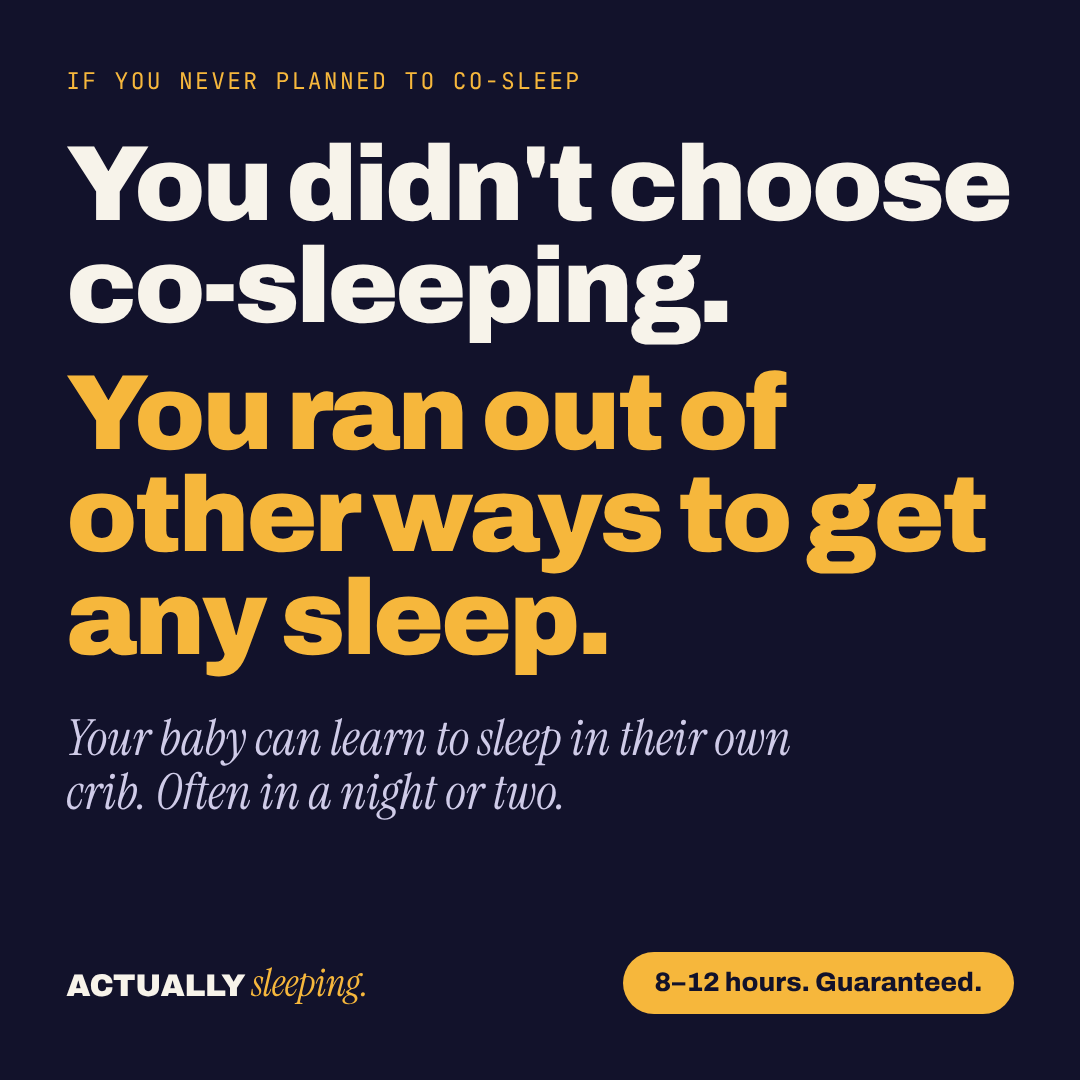 IF YOU NEVER PLANNED TO CO-SLEEP
You didn't choose
co-sleeping.
You ran out of
other ways to get
any sleep.
Your baby can learn to sleep in their own
crib. Often in a night or two.
ACTUALLY sleeping.
8–12 hours. Guaranteed.